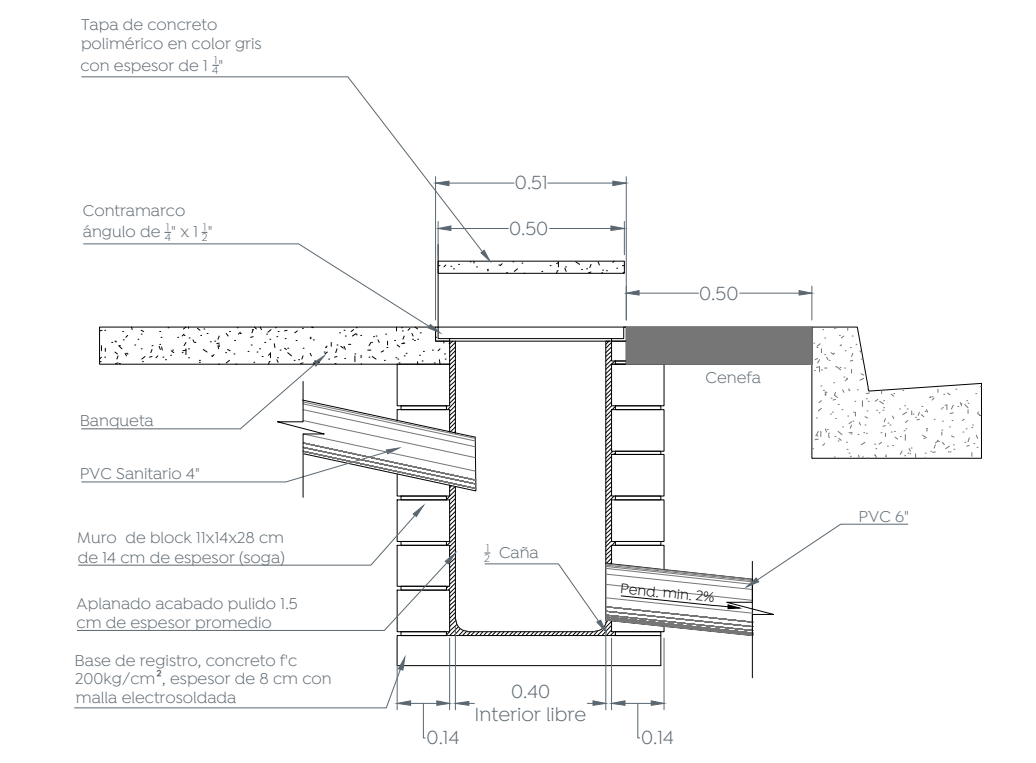 Tapa de concreto
polimérico en color gris
con espesor de 1 1/4"
0.51
Contramarco
ángulo de 1/4" x 1 1/2"
0.50
0.50
Cenefa
Banqueta
PVC Sanitario 4"
PVC 6"
Muro de block 11x14x28 cm
de 14 cm de espesor (soga)
1/2 Caña
Pend. min. 2%
Aplanado acabado pulido 1.5
cm de espesor promedio
Base de registro, concreto f'c
200kg/cm², espesor de 8 cm con
malla electrosoldada
0.40
Interior libre
0.14
0.14